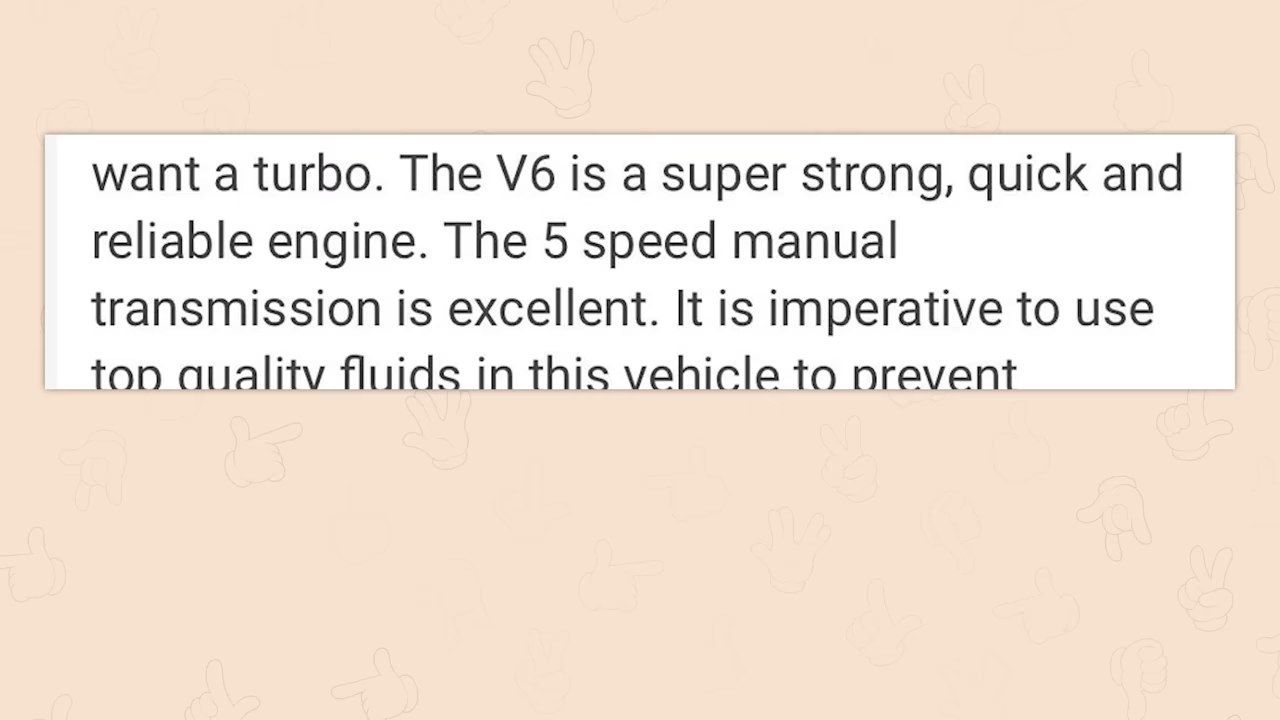 want a turbo. The V6 is a super strong, quick and
reliable engine. The 5 speed manual
transmission is excellent. It is imperative to use
top quality fluids in this vehicle to prevent